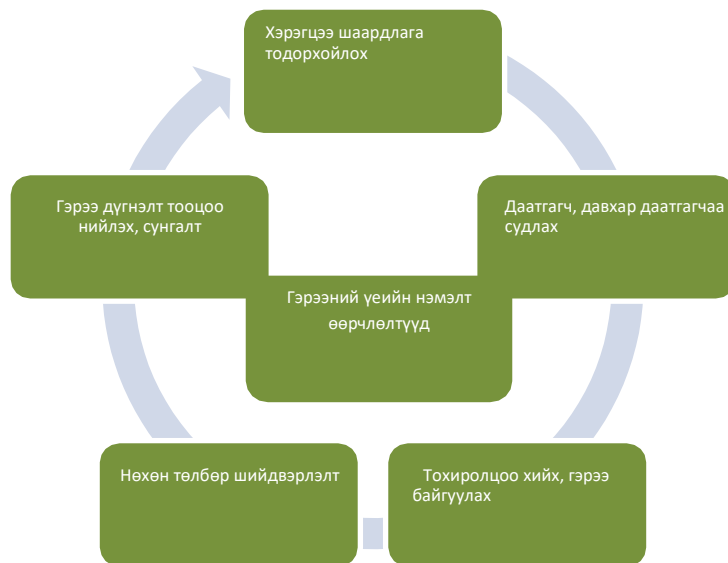 Хэрэгцээ шаардлага
тодорхойлох
Гэрээ дүгнэлт тооцоо
нийлэх, сунгалт
Даатгагч, давхар даатгагчаа
судлах
Гэрээний үеийн нэмэлт
өөрчлөлтүүд
Нөхөн төлбөр шийдвэрлэлт
Тохиролцоо хийх, гэрээ
байгуулах